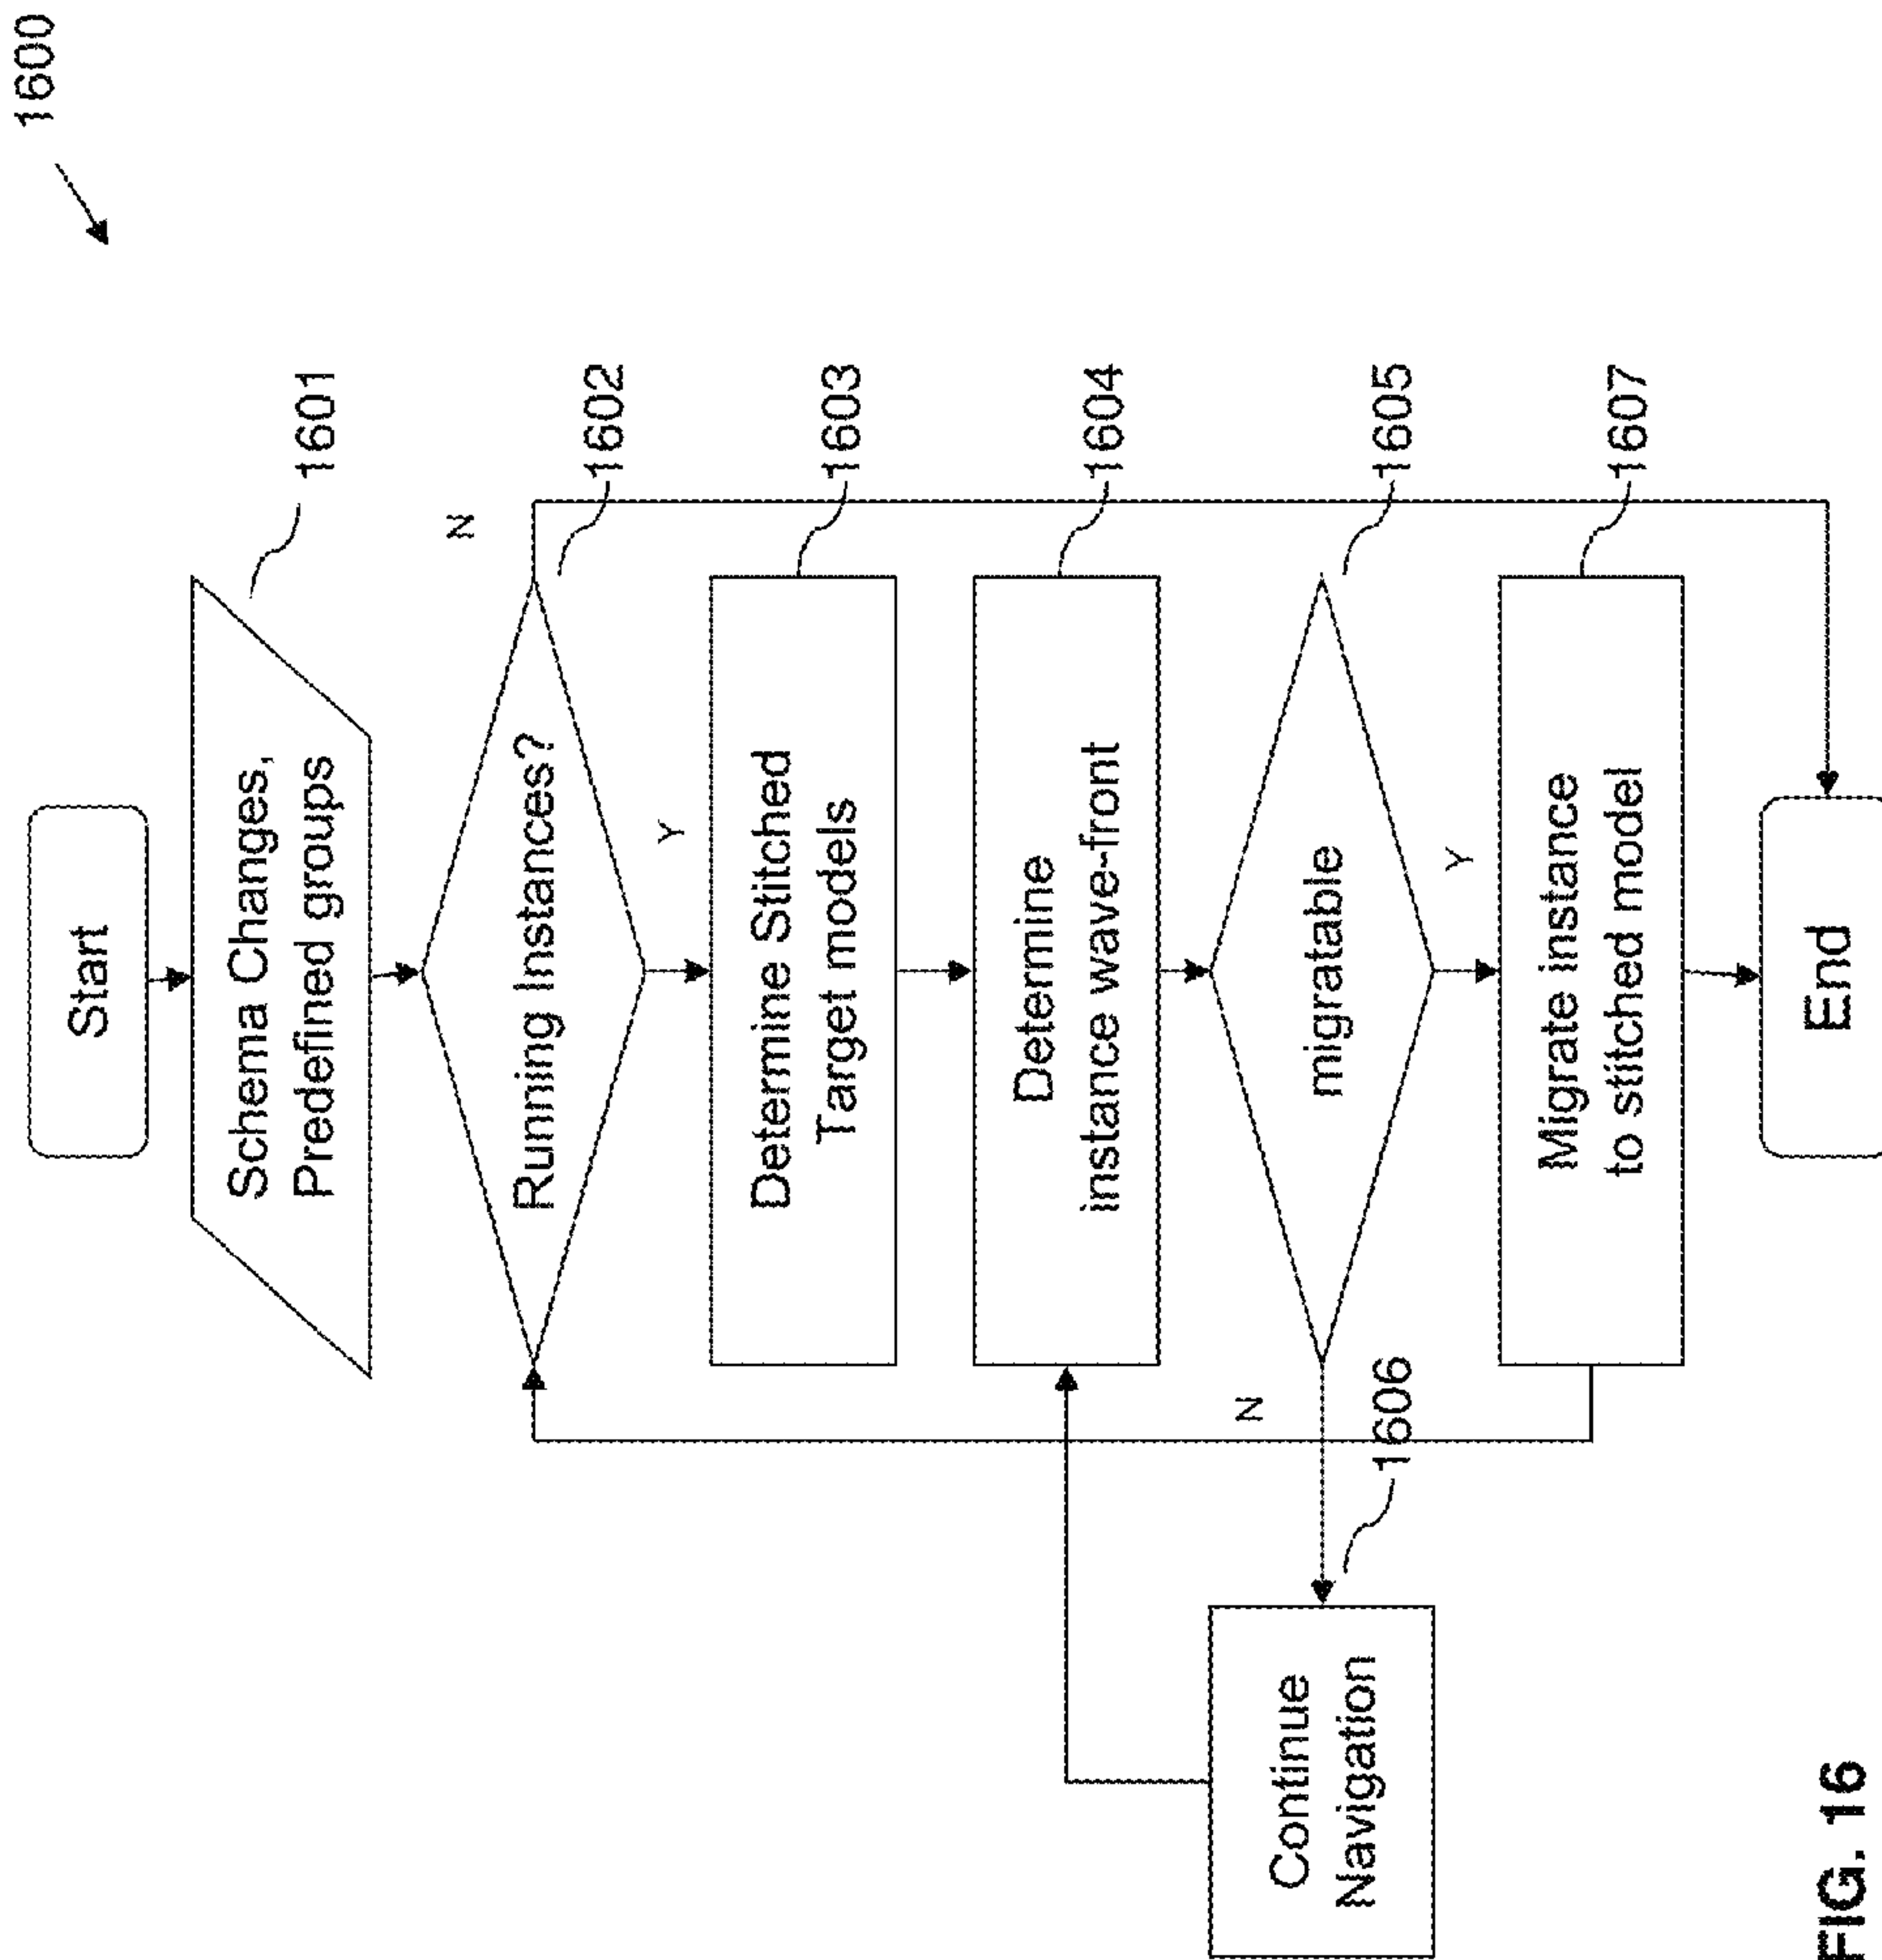 1600
Start
Schema Changes,
Predefined groups
1601
Running Instances?
1602
N
Y
Determine Stitched
Target models
1603
Determine
instance wave-front
1604
migratable
1605
N
Y
Continue
Navigation
1606
Migrate instance
to stitched model
1607
End
FIG. 16